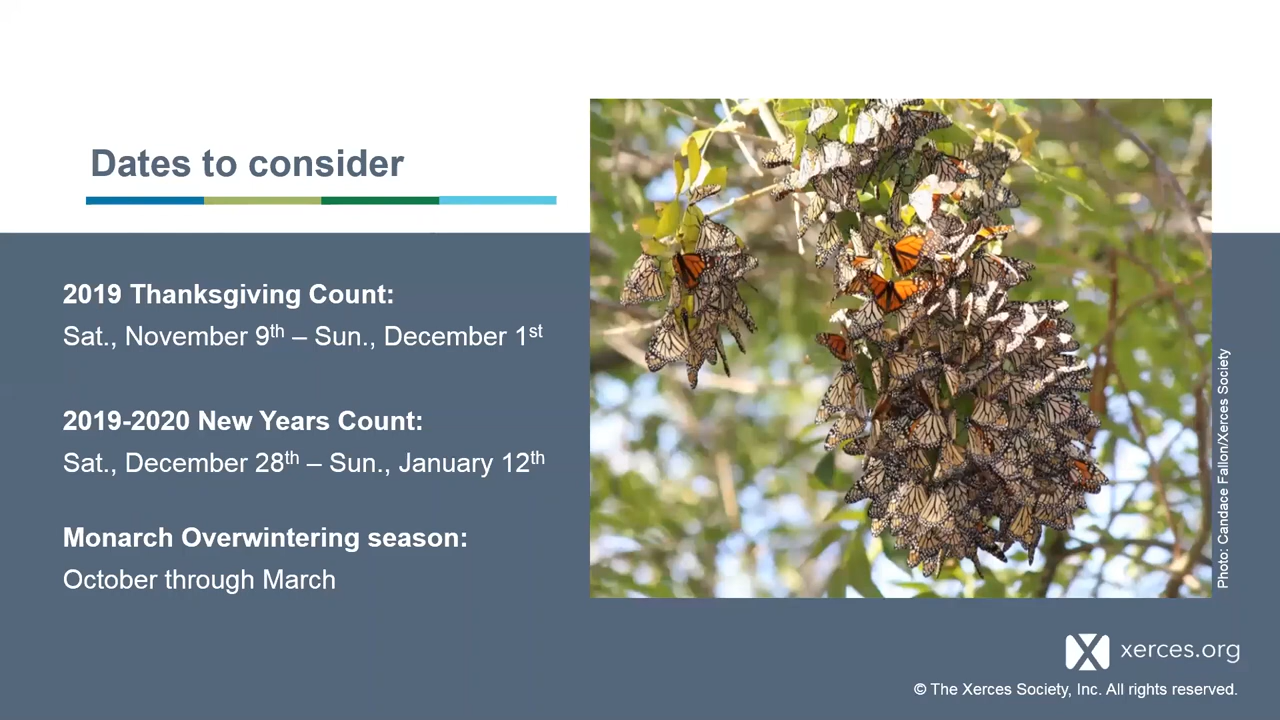 Dates to consider
2019 Thanksgiving Count:
Sat., November 9th – Sun., December 1st
2019-2020 New Years Count:
Sat., December 28th – Sun., January 12th
Monarch Overwintering season:
October through March
Photo: Candace Fallon/Xerces Society
xerces.org
© The Xerces Society, Inc. All rights reserved.